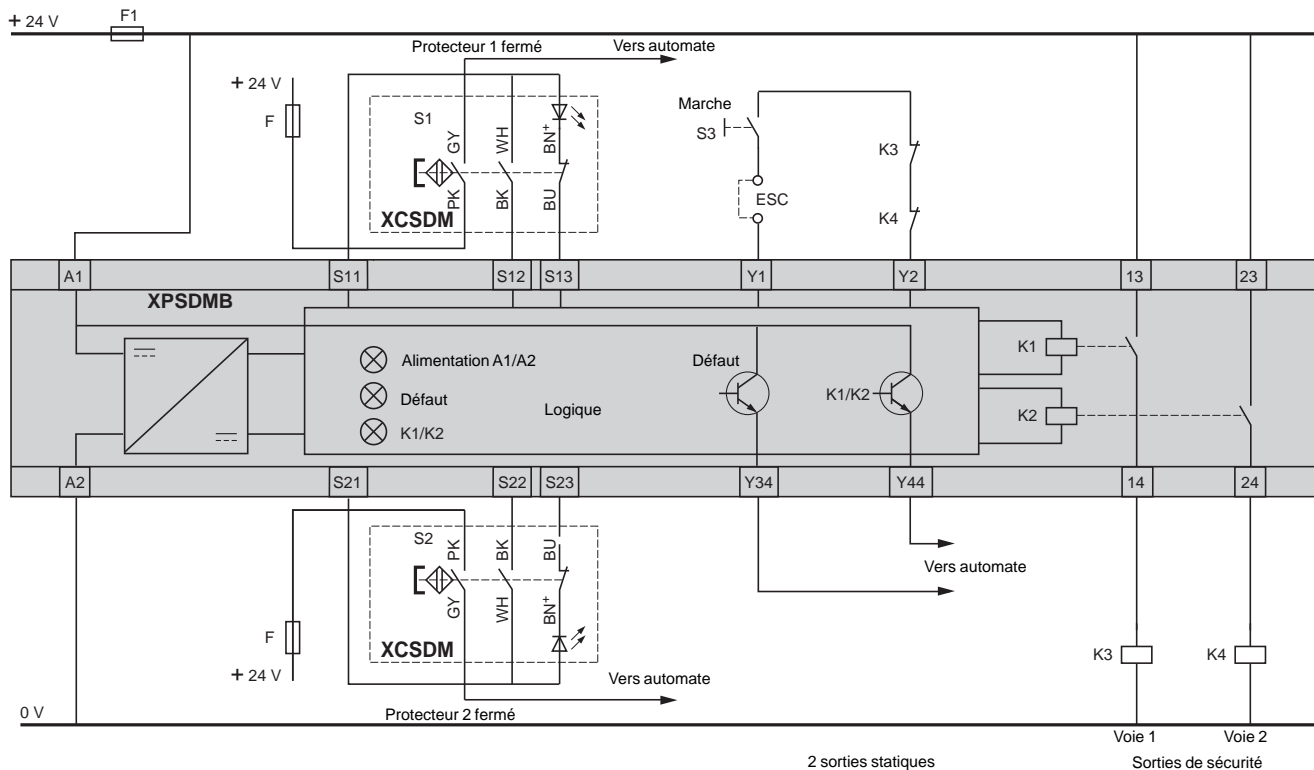 F1
+ 24 V
Protecteur 1 fermé
Vers automate
+ 24 V
F
S1
GY
WH
BN+
PK
BK
BU
XCSDM
Marche
S3
ESC
K3
K4
A1
S11
S12
S13
Y1
Y2
13
23
XPSDMB
Alimentation A1/A2
Défaut
K1/K2
Logique
Défaut
K1/K2
K1
K2
A2
S21
S22
S23
Y34
Y44
14
24
S2
PK
BK
BU
GY
WH
BN+
XCSDM
F
+ 24 V
Vers automate
Vers automate
K3
K4
0 V
Protecteur 2 fermé
Voie 1
Voie 2
2 sorties statiques
Sorties de sécurité